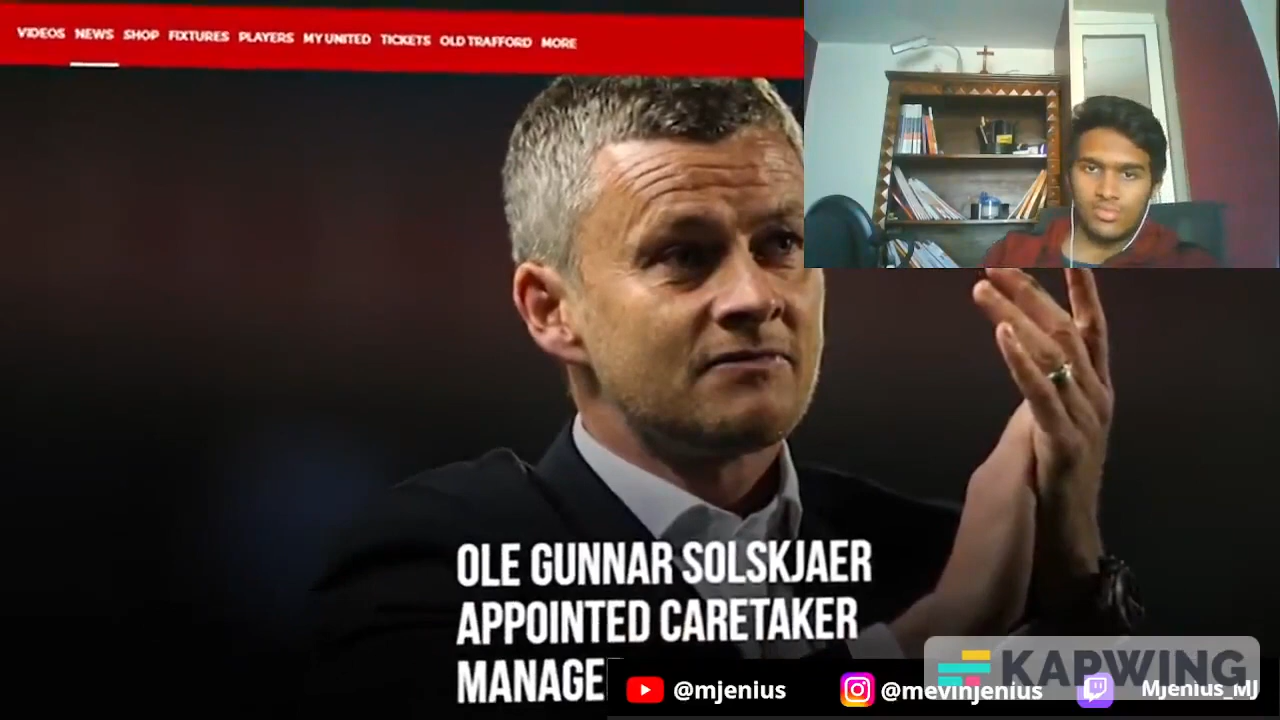 VIDEOS NEWS SHOP FIXTURES PLAYERS MY UNITED TICKETS OLD TRAFFORD MORE
OLE GUNNAR SOLSKJAER
APPOINTED CARETAKER
MANAGE
KAPWING
@mjenius @mevinjenius Mjenius_MJ